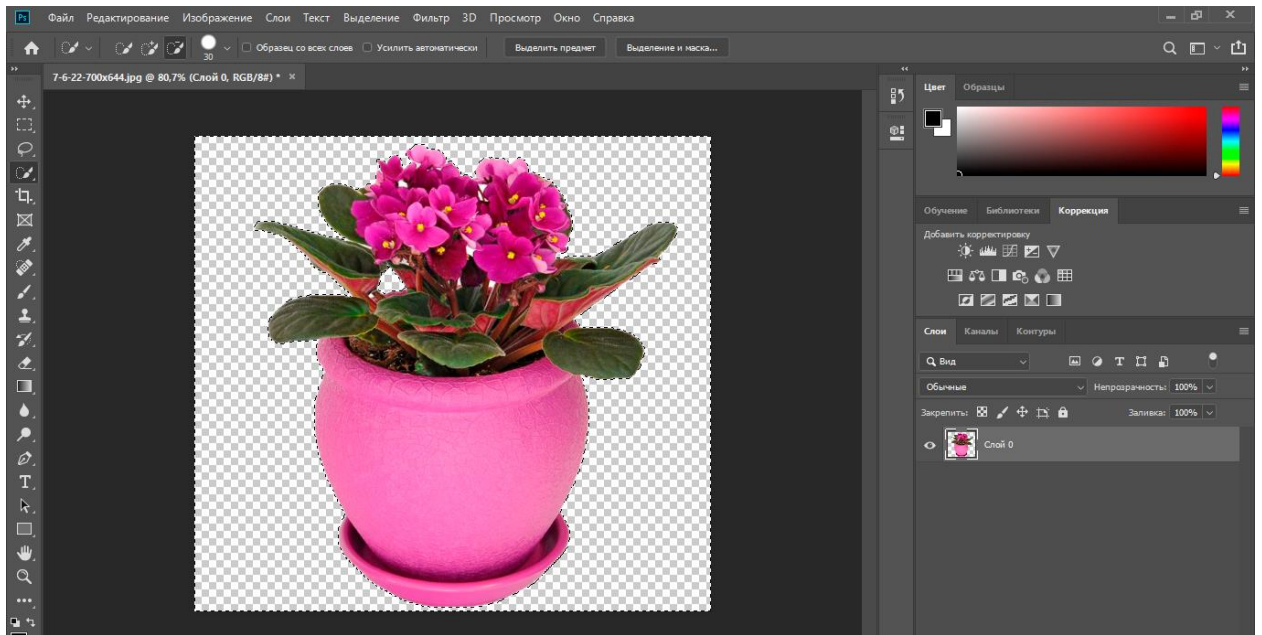 Ps Файл Редактирование Изображение Слои Текст Выделение Фильтр 3D Просмотр Окно Справка
30 Образец со всех слоев Усилить автоматически Выделить предмет Выделение и маска...
7-6-22-700x644.jpg @ 80,7% (Слой 0, RGB/8#) * ×
Цвет Образцы
Обучение Библиотеки Коррекция
Добавить корректировку
Слои Каналы Контуры
Вид
Обычные Непрозрачность: 100%
Закрепить: Заливка: 100%
Слой 0